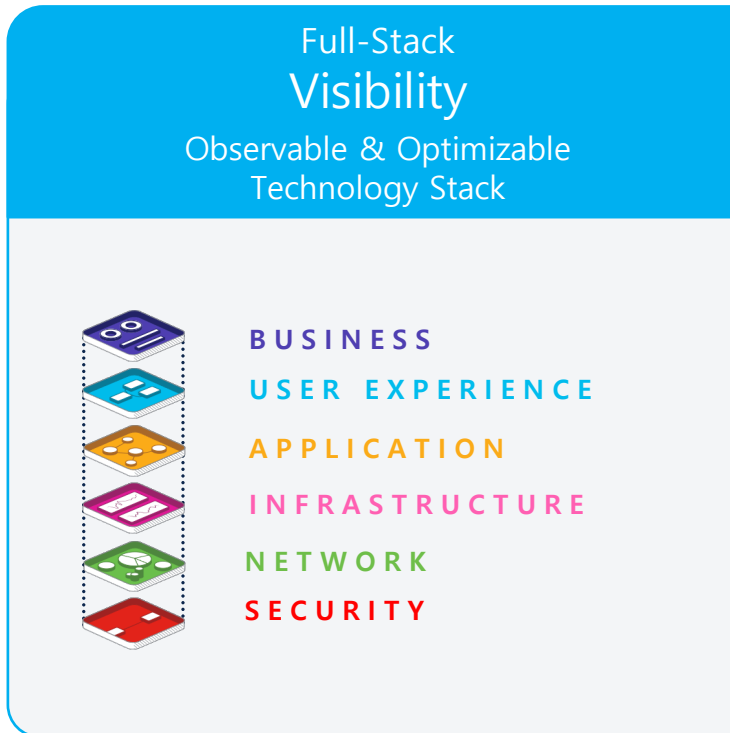 Full-Stack
Visibility
Observable & Optimizable
Technology Stack
BUSINESS
USER EXPERIENCE
APPLICATION
INFRASTRUCTURE
NETWORK
SECURITY